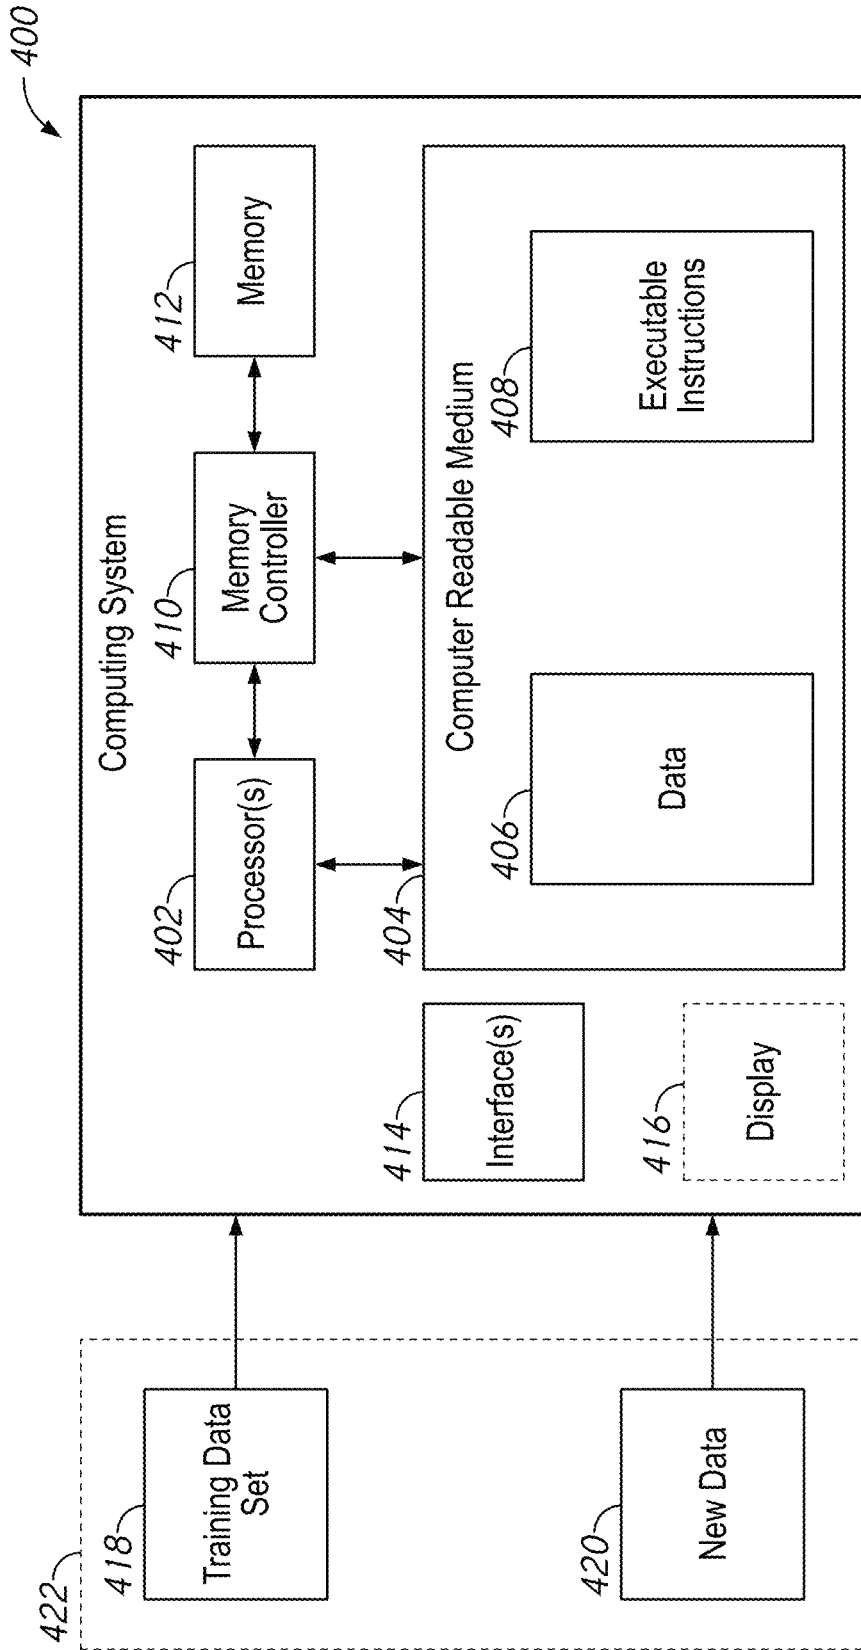 400
Computing System
402
Processor(s)
410
Memory
Controller
412
Memory
414
Interface(s)
404
Computer Readable Medium
406
Data
408
Executable
Instructions
416
Display
422
418
Training Data
Set
420
New Data